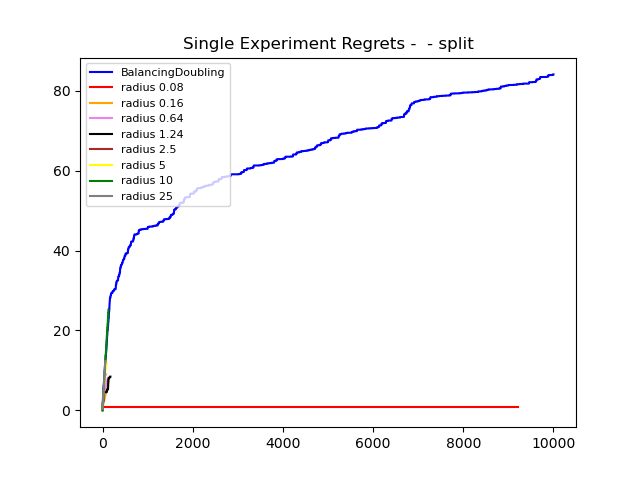 Single Experiment Regrets -  - split
BalancingDoubling
radius 0.08
radius 0.16
radius 0.64
radius 1.24
radius 2.5
radius 5
radius 10
radius 25
80
60
40
20
0
0 2000 4000 6000 8000 10000